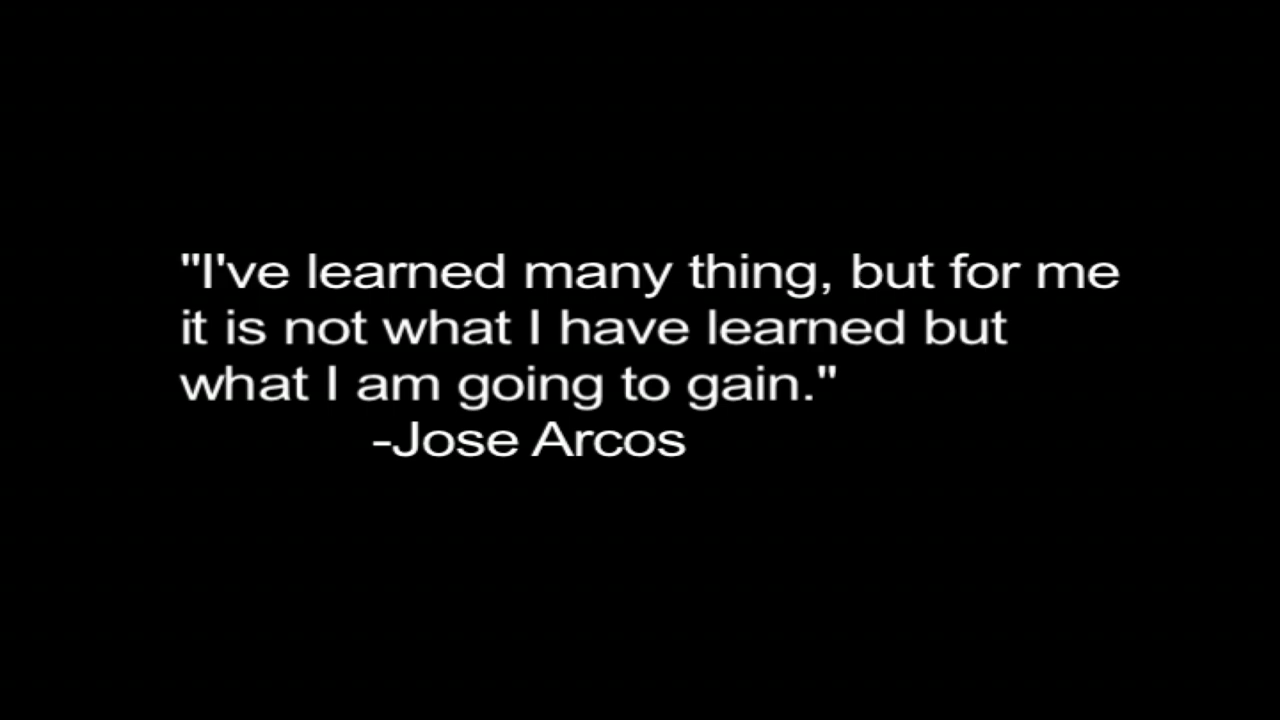 "I've learned many thing, but for me
it is not what I have learned but
what I am going to gain."
-Jose Arcos